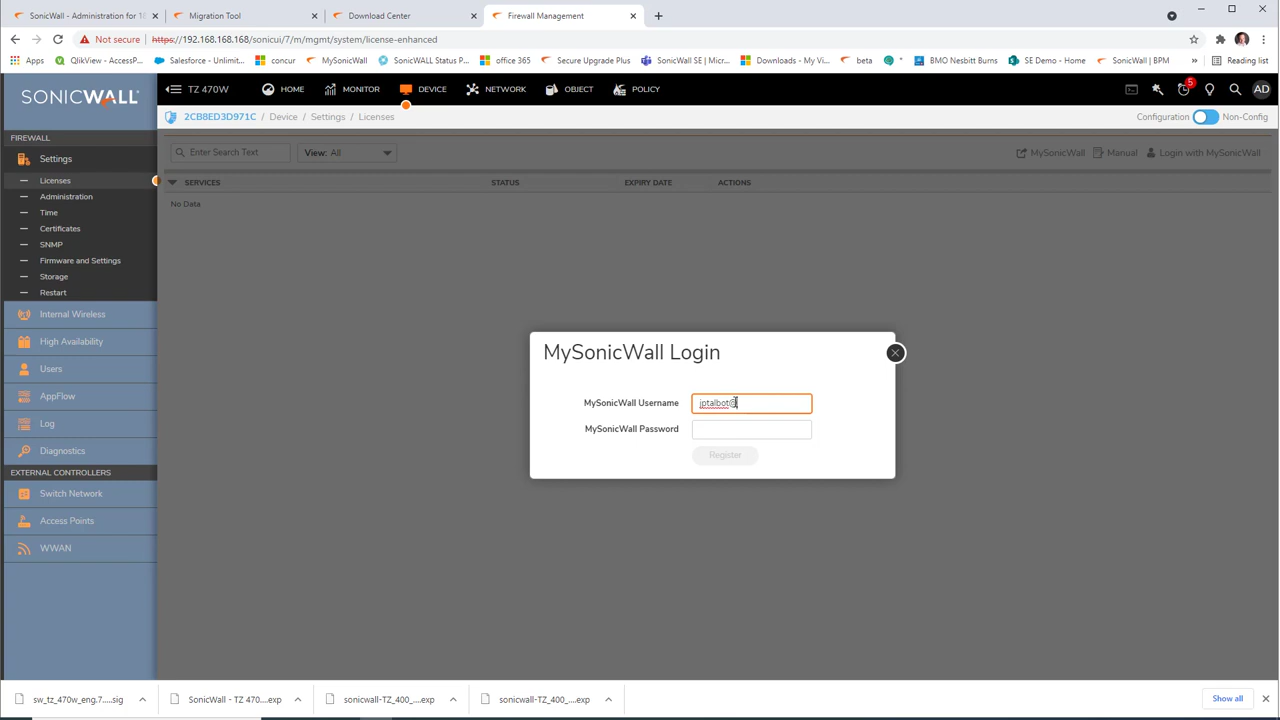 SonicWall - Administration for 18
Migration Tool
Download Center
Firewall Management
Not secure
https://192.168.168.168/sonicui/7/m/mgmt/system/license-enhanced
Apps
QlikView - AccessP...
Salesforce - Unlimit...
concur
MySonicWall
SonicWALL Status P...
office 365
Secure Upgrade Plus
SonicWall SE | Micr...
Downloads - My Vi...
beta
BMO Nesbitt Burns
SE Demo - Home
SonicWall | BPM
»
Reading list
SONICWALL
TZ 470W
HOME
MONITOR
DEVICE
NETWORK
OBJECT
POLICY
5
AD
2CB8ED3D971C / Device / Settings / Licenses
Configuration
Non-Config
FIREWALL
Settings
Licenses
Administration
Time
Certificates
SNMP
Firmware and Settings
Storage
Restart
Internal Wireless
High Availability
Users
AppFlow
Log
Diagnostics
EXTERNAL CONTROLLERS
Switch Network
Access Points
WWAN
Enter Search Text
View: All
MySonicWall
Manual
Login with MySonicWall
SERVICES
STATUS
EXPIRY DATE
ACTIONS
No Data
MySonicWall Login
MySonicWall Username
jptalbot@
MySonicWall Password
Register
sw_tz_470w_eng.7.....sig
SonicWall - TZ 470....exp
sonicwall-TZ_400_....exp
sonicwall-TZ_400_....exp
Show all